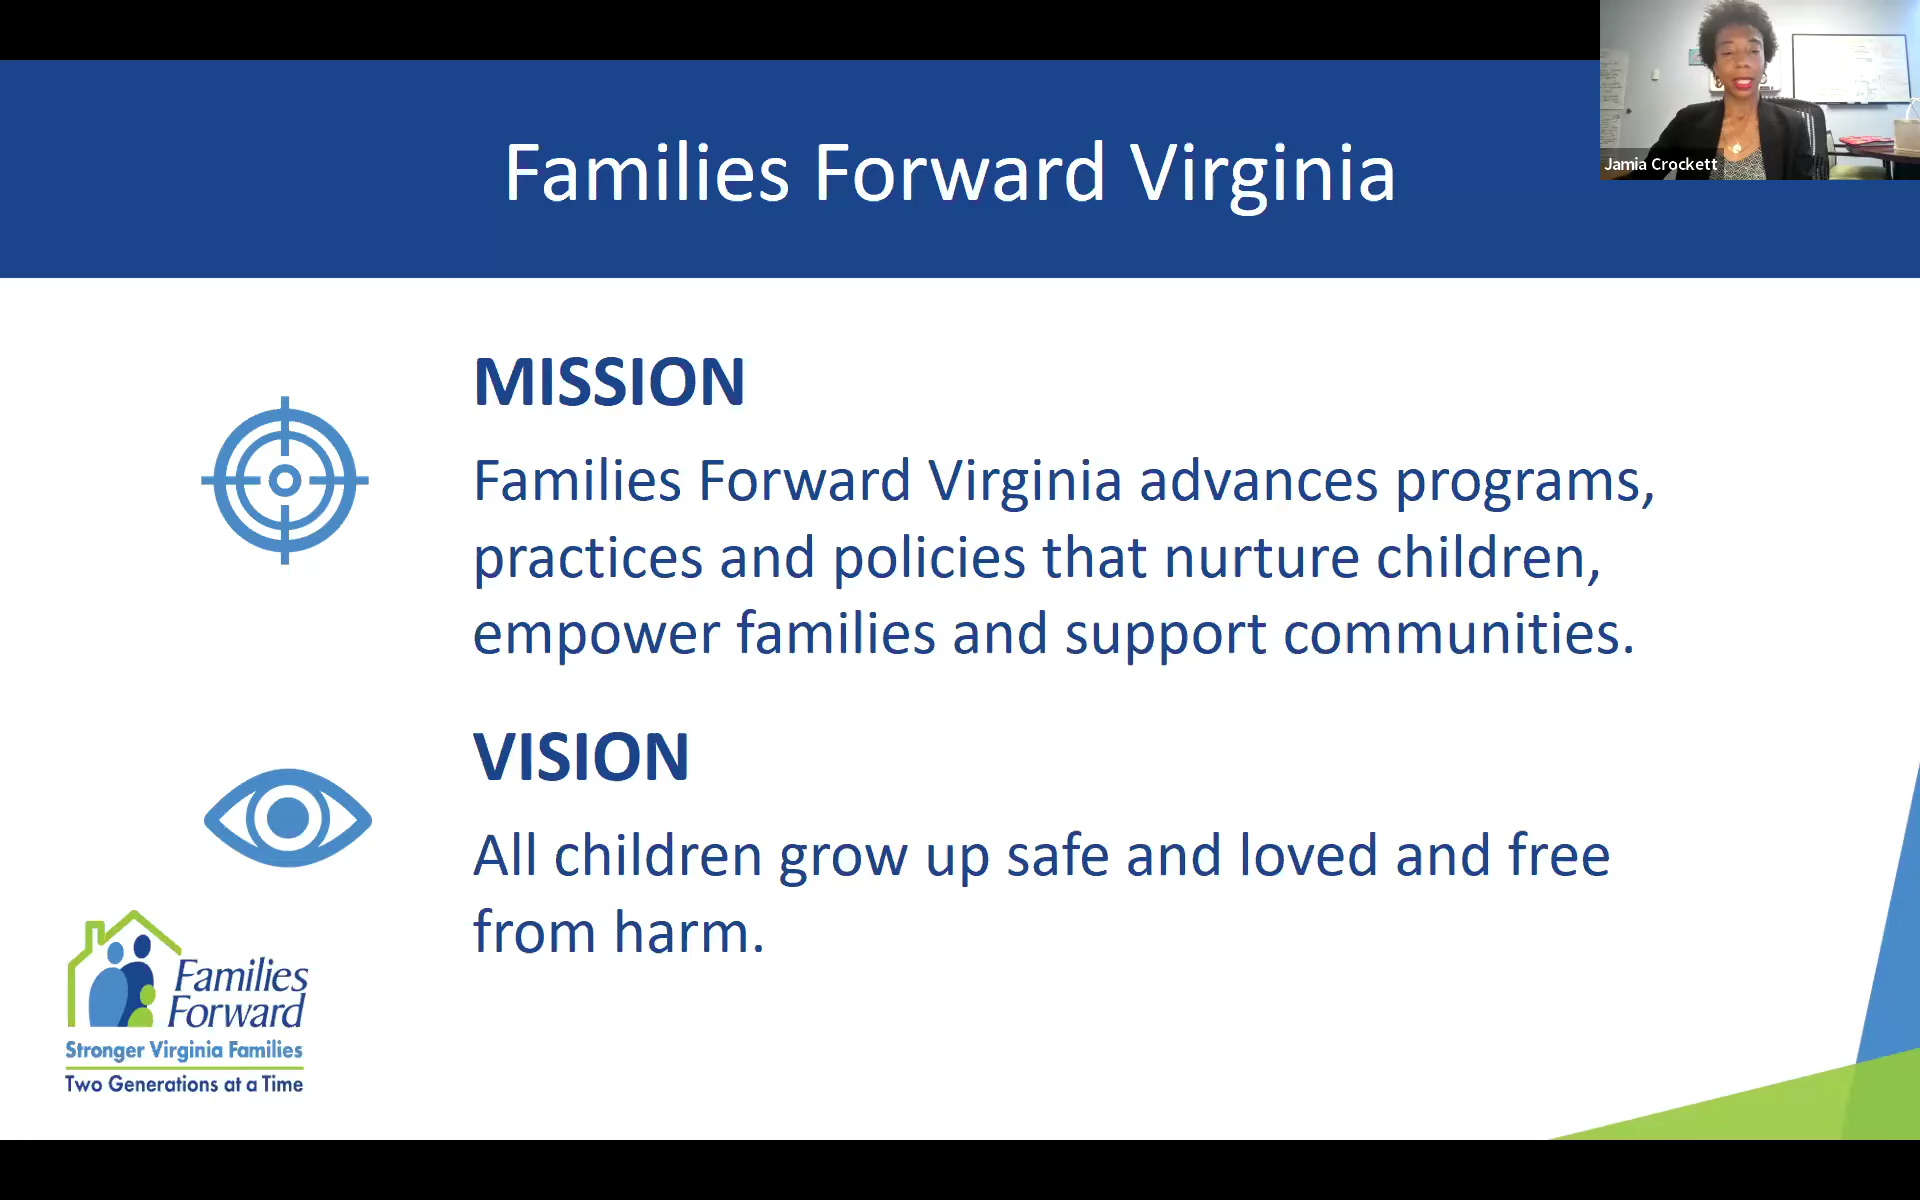 Families Forward Virginia
Jamia Crockett
MISSION
Families Forward Virginia advances programs,
practices and policies that nurture children,
empower families and support communities.
VISION
All children grow up safe and loved and free
from harm.
Families
Forward
Stronger Virginia Families
Two Generations at a Time